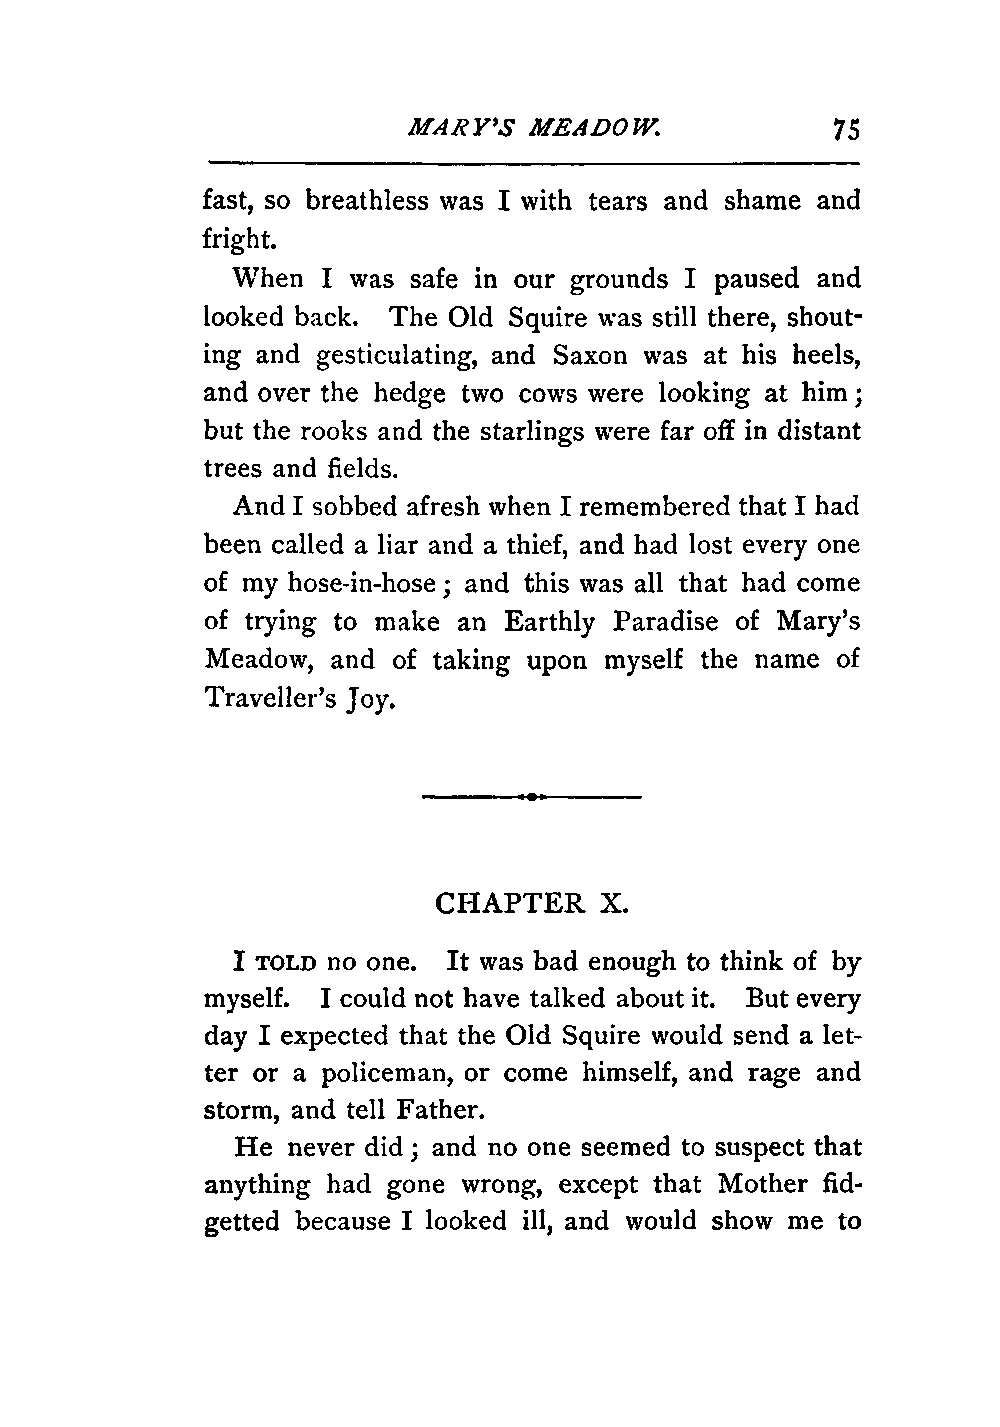 MARY'S MEADOW. 75
fast, so breathless was I with tears and shame and
fright.
When I was safe in our grounds I paused and
looked back. The Old Squire was still there, shout-
ing and gesticulating, and Saxon was at his heels,
and over the hedge two cows were looking at him;
but the rooks and the starlings were far off in distant
trees and fields.
And I sobbed afresh when I remembered that I had
been called a liar and a thief, and had lost every one
of my hose-in-hose; and this was all that had come
of trying to make an Earthly Paradise of Mary's
Meadow, and of taking upon myself the name of
Traveller's Joy.
CHAPTER X.
I TOLD no one. It was bad enough to think of by
myself. I could not have talked about it. But every
day I expected that the Old Squire would send a let-
ter or a policeman, or come himself, and rage and
storm, and tell Father.
He never did; and no one seemed to suspect that
anything had gone wrong, except that Mother fid-
getted because I looked ill, and would show me to